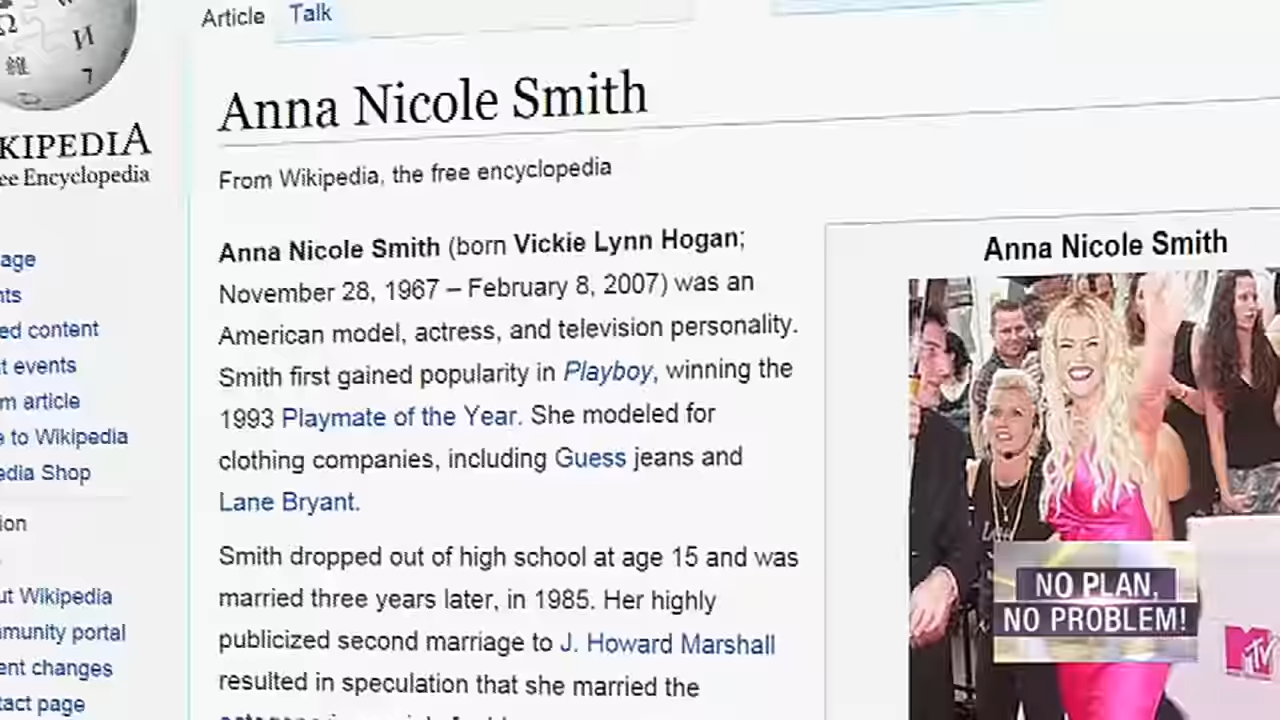 Article Talk
Ω И
維 7
KIPEDIA
ee Encyclopedia
Anna Nicole Smith
From Wikipedia, the free encyclopedia
Anna Nicole Smith (born Vickie Lynn Hogan;
November 28, 1967 – February 8, 2007) was an
American model, actress, and television personality.
Smith first gained popularity in Playboy, winning the
1993 Playmate of the Year. She modeled for
clothing companies, including Guess jeans and
Lane Bryant.
Smith dropped out of high school at age 15 and was
married three years later, in 1985. Her highly
publicized second marriage to J. Howard Marshall
resulted in speculation that she married the
Anna Nicole Smith
NO PLAN,
NO PROBLEM!
MTV
age
nts
ed content
t events
m article
e to Wikipedia
edia Shop
ion
ut Wikipedia
mmunity portal
ent changes
tact page